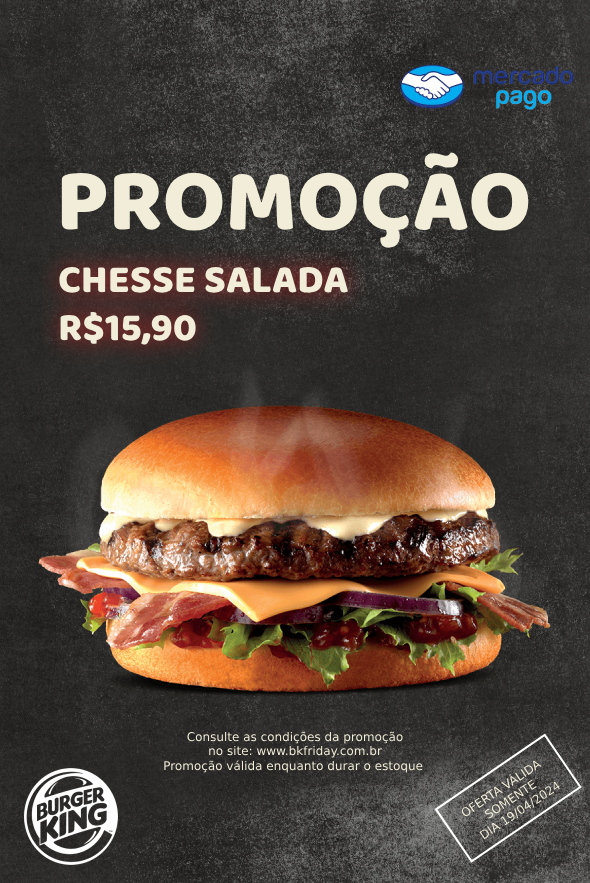 mercado
pago
PROMOÇÃO
CHESSE SALADA
R$15,90
Consulte as condições da promoção
no site: www.bkfriday.com.br
Promoção válida enquanto durar o estoque
BURGER
KING
OFERTA VÁLIDA
SOMENTE
DIA 19/04/2024